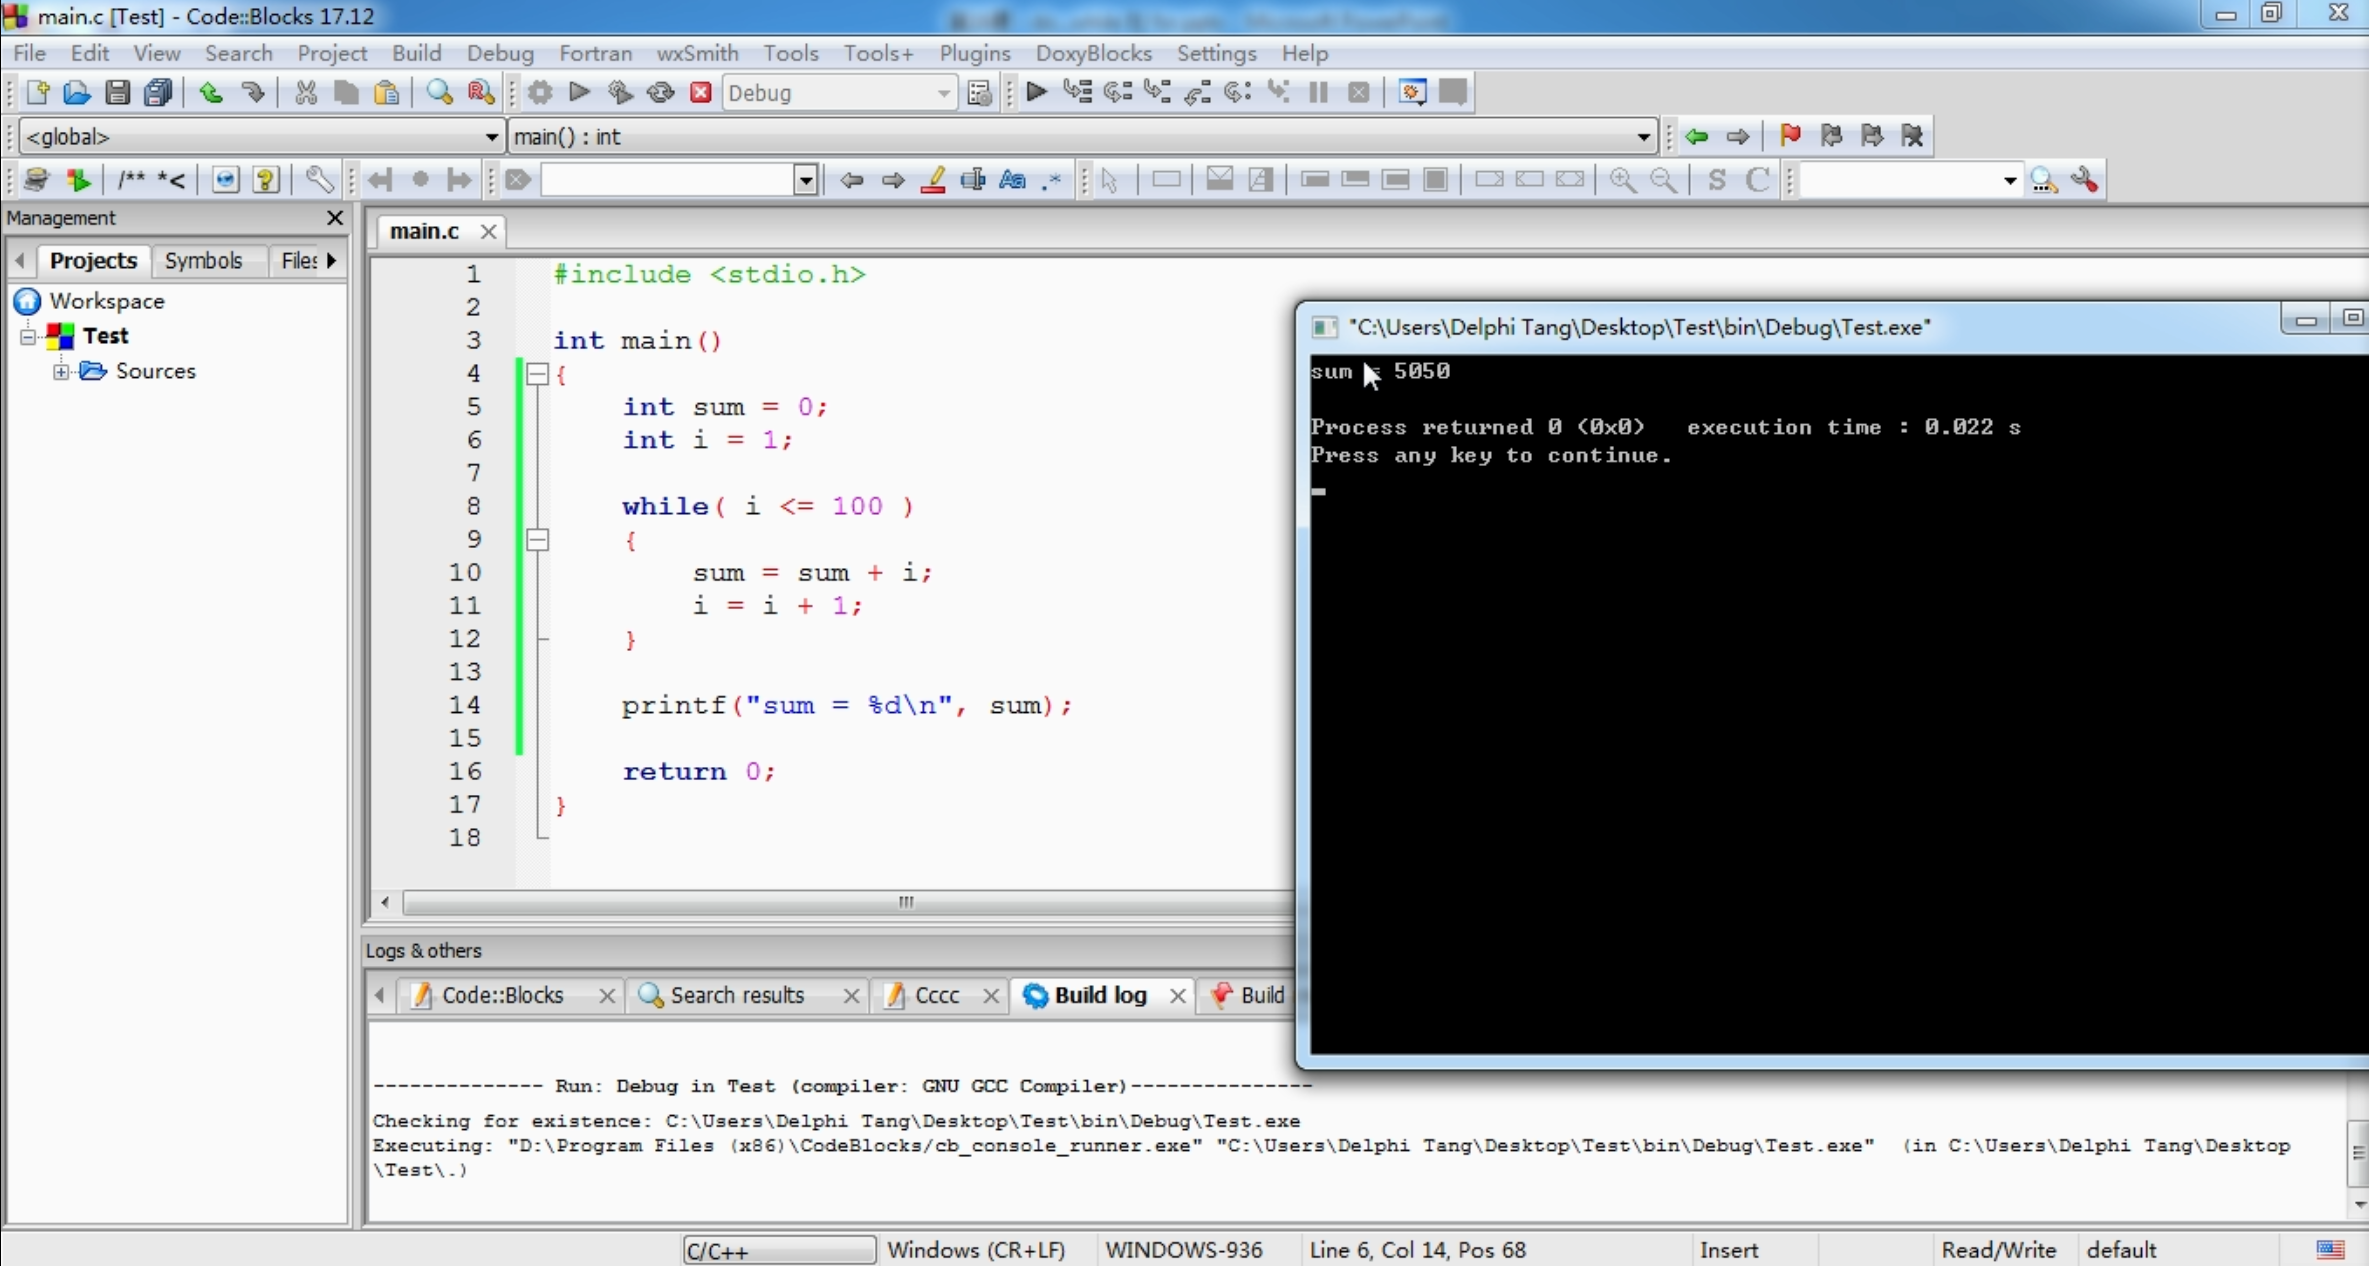 main.c [Test] - Code::Blocks 17.12
File Edit View Search Project Build Debug Fortran wxSmith Tools Tools+ Plugins DoxyBlocks Settings Help
Debug
<global> main() : int
/** *<
S C
Management
Projects Symbols Files
Workspace
Test
Sources
main.c
1 #include <stdio.h>
2
3 int main()
4 {
5 int sum = 0;
6 int i = 1;
7
8 while( i <= 100 )
9 {
10 sum = sum + i;
11 i = i + 1;
12 }
13
14 printf("sum = %d\n", sum);
15
16 return 0;
17 }
18
"C:\Users\Delphi Tang\Desktop\Test\bin\Debug\Test.exe"
sum = 5050
Process returned 0 (0x0) execution time : 0.022 s
Press any key to continue.
Logs & others
Code::Blocks Search results Cccc Build log Build
-------------- Run: Debug in Test (compiler: GNU GCC Compiler)---------------
Checking for existence: C:\Users\Delphi Tang\Desktop\Test\bin\Debug\Test.exe
Executing: "D:\Program Files (x86)\CodeBlocks/cb_console_runner.exe" "C:\Users\Delphi Tang\Desktop\Test\bin\Debug\Test.exe" (in C:\Users\Delphi Tang\Desktop
\Test\.)
C/C++ Windows (CR+LF) WINDOWS-936 Line 6, Col 14, Pos 68 Insert Read/Write default